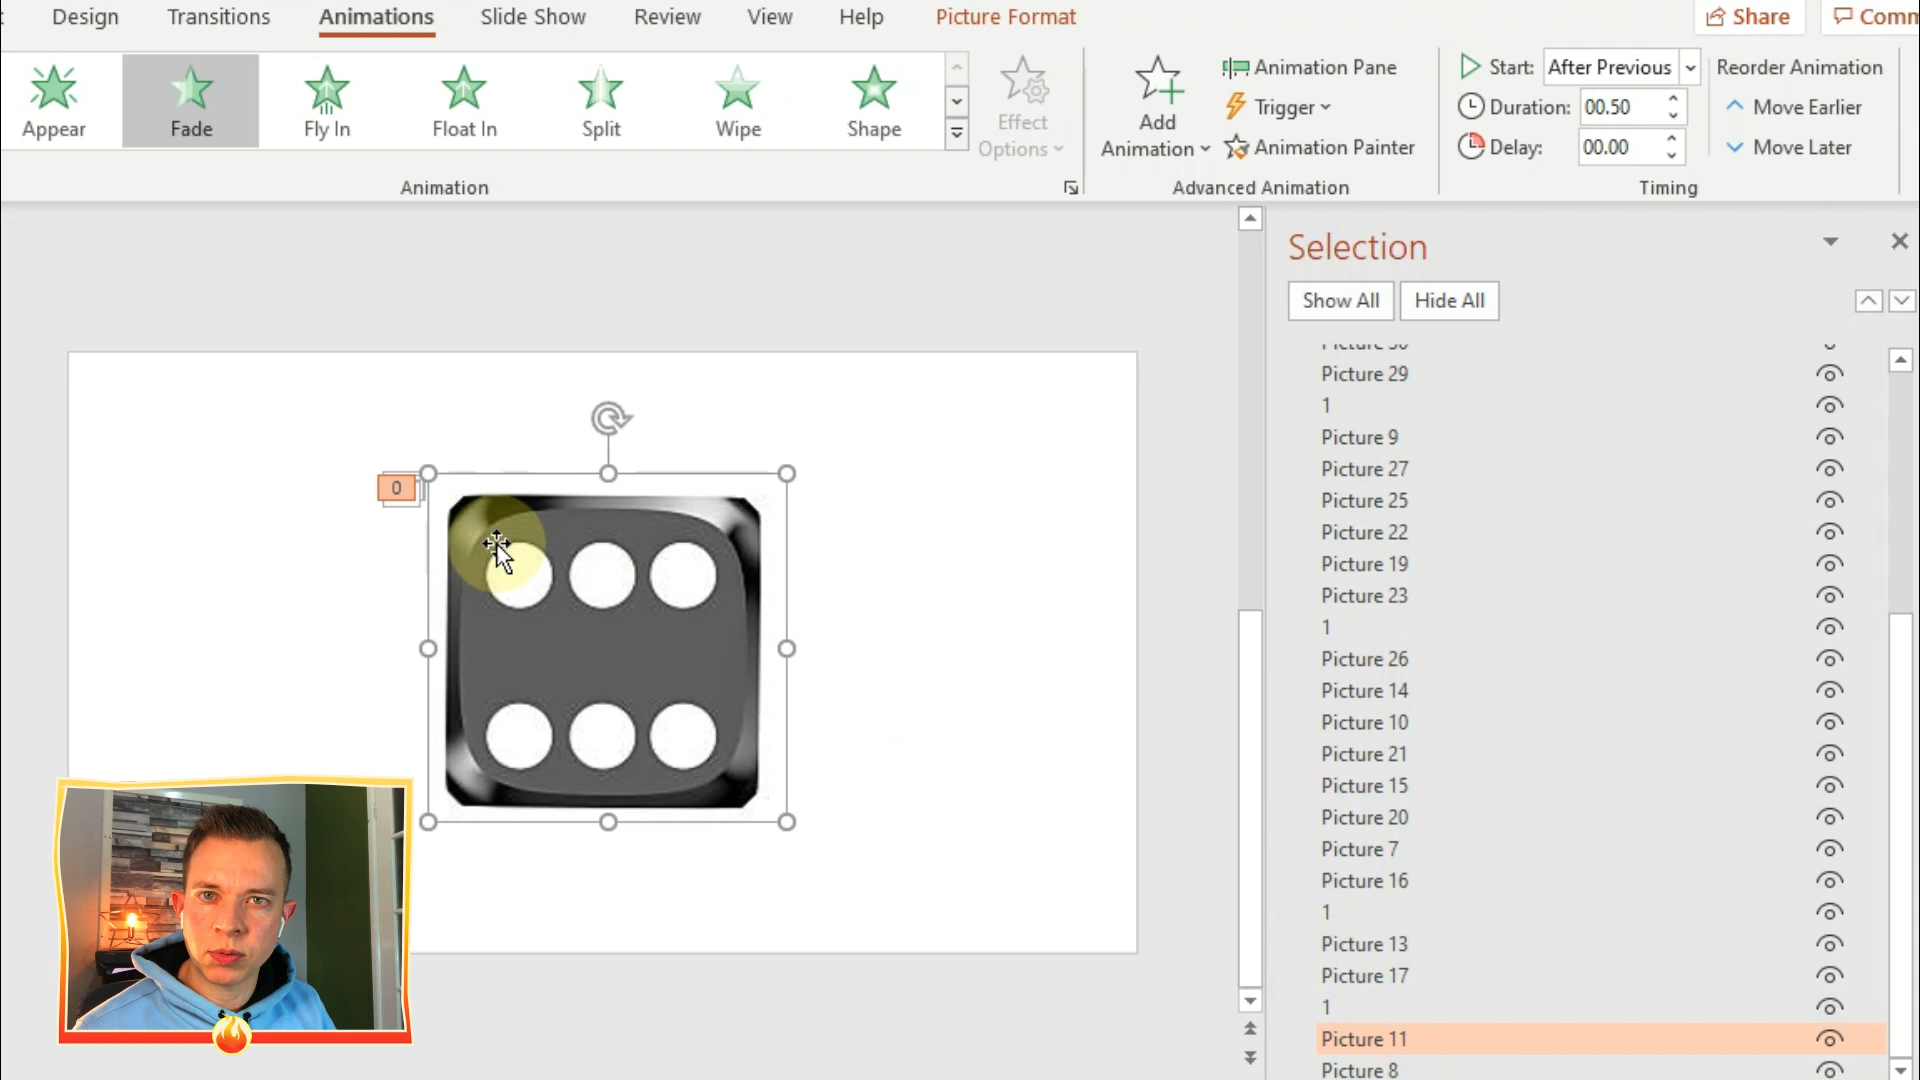 Design Transitions Animations Slide Show Review View Help Picture Format Share
Appear Fade Fly In Float In Split Wipe Shape
Effect Options
Add Animation
Animation Pane
Trigger
Animation Painter
Start: After Previous
Duration: 00.50
Delay: 00.00
Reorder Animation
Move Earlier
Move Later
Animation Advanced Animation Timing
Selection
Show All Hide All
Picture 29
1
Picture 9
Picture 27
Picture 25
Picture 22
Picture 19
Picture 23
1
Picture 26
Picture 14
Picture 10
Picture 21
Picture 15
Picture 20
Picture 7
Picture 16
1
Picture 13
Picture 17
1
Picture 11
Picture 8
0